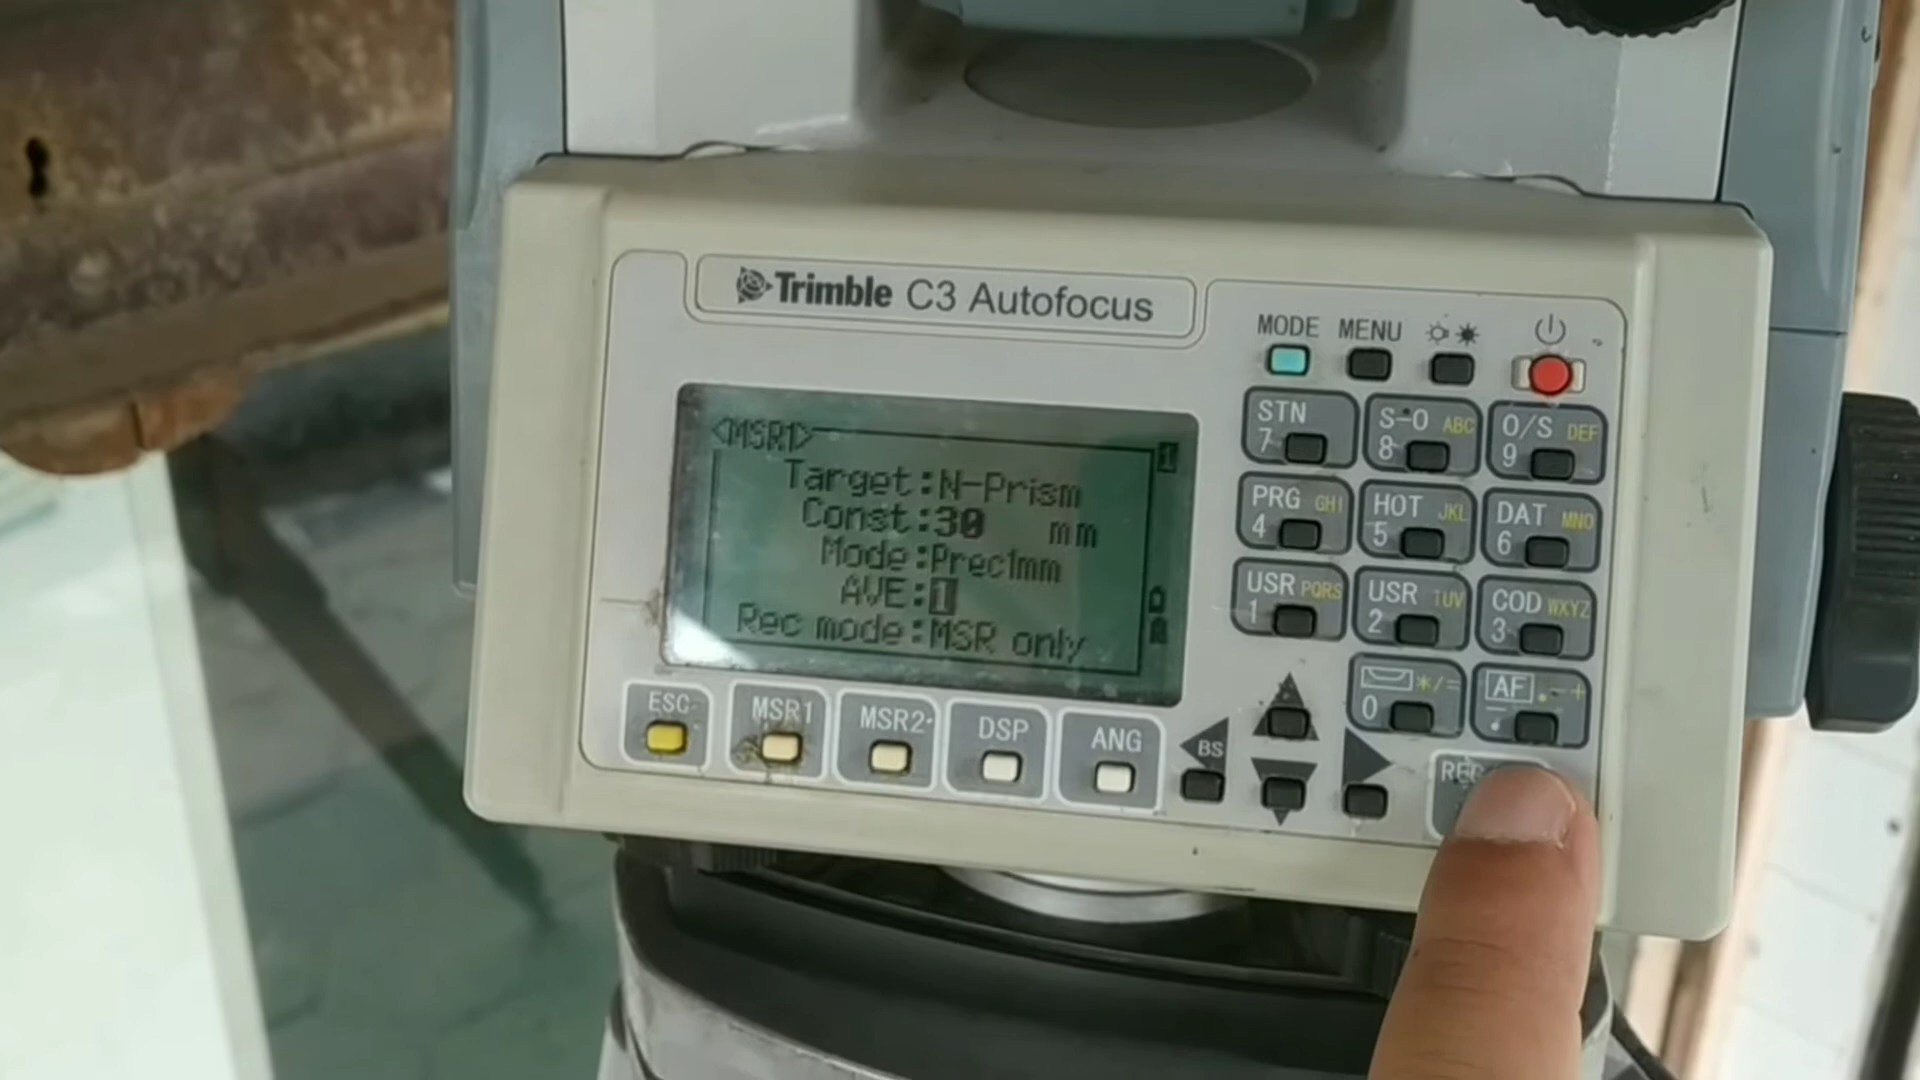 Trimble C3 Autofocus
MODE MENU
<MSR1>
1
Target:N-Prism
Const:30 mm
Mode:Prec1mm
AVE:1
Rec mode:MSR only
STN 7
S-O ABC 8
O/S DEF 9
PRG GHI 4
HOT JKL 5
DAT MNO 6
USR PQRS 1
USR TUV 2
COD WXYZ 3
*/= 0
AF .-+
ESC
MSR1
MSR2
DSP
ANG
BS